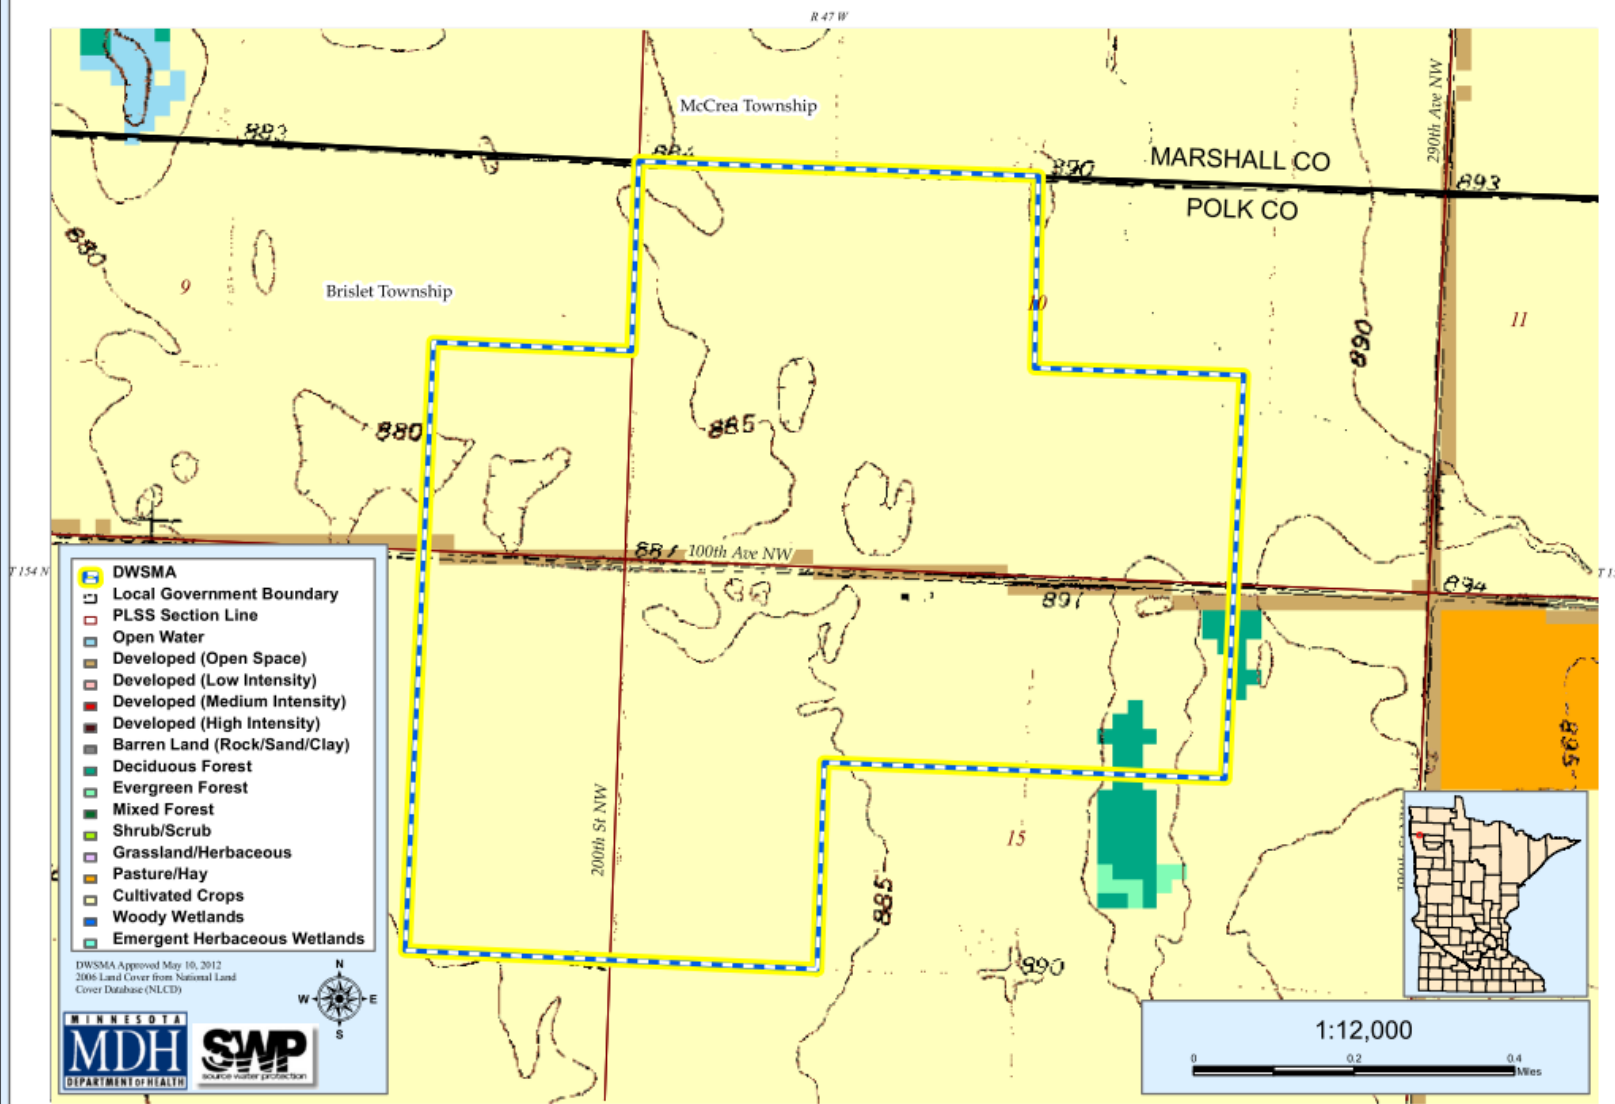 R 47 W
McCrea Township
290th Ave NW
883
884
890
MARSHALL CO
893
POLK CO
880
9
Brislet Township
10
11
890
885
880
881
100th Ave NW
T 154 N
894
891
DWSMA
Local Government Boundary
PLSS Section Line
Open Water
Developed (Open Space)
Developed (Low Intensity)
Developed (Medium Intensity)
Developed (High Intensity)
Barren Land (Rock/Sand/Clay)
Deciduous Forest
Evergreen Forest
Mixed Forest
Shrub/Scrub
Grassland/Herbaceous
Pasture/Hay
Cultivated Crops
Woody Wetlands
Emergent Herbaceous Wetlands
895
200th St NW
15
885
890
DWSMA Approved May 10, 2012
2006 Land Cover from National Land
Cover Database (NLCD)
N
W E
S
MINNESOTA
MDH
DEPARTMENT OF HEALTH
SWP
source water protection
1:12,000
0 0.2 0.4
Miles